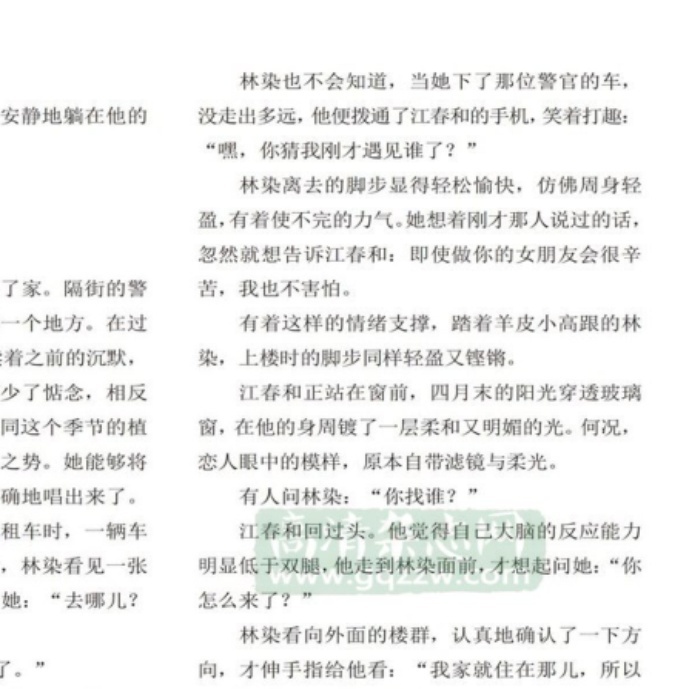 安静地躺在他的
了家。隔街的警
一个地方。在过
着之前的沉默，
少了惦念，相反
同这个季节的植
之势。她能够将
确地唱出来了。
租车时，一辆车
，林染看见一张
她：“去哪儿？
了。”
林染也不会知道，当她下了那位警官的车，
没走出多远，他便拨通了江春和的手机，笑着打趣：
“嘿，你猜我刚才遇见谁了？”
林染离去的脚步显得轻松愉快，仿佛周身轻
盈，有着使不完的力气。她想着刚才那人说过的话，
忽然就想告诉江春和：即使做你的女朋友会很辛
苦，我也不害怕。
有着这样的情绪支撑，踏着羊皮小高跟的林
染，上楼时的脚步同样轻盈又铿锵。
江春和正站在窗前，四月末的阳光穿透玻璃
窗，在他的身周镀了一层柔和又明媚的光。何况，
恋人眼中的模样，原本自带滤镜与柔光。
有人问林染：“你找谁？”
江春和回过头。他觉得自己大脑的反应能力
明显低于双腿，他走到林染面前，才想起问她：“你
怎么来了？”
林染看向外面的楼群，认真地确认了一下方
向，才伸手指给他看：“我家就住在那儿，所以
高清杂志网
www.gqzzw.com